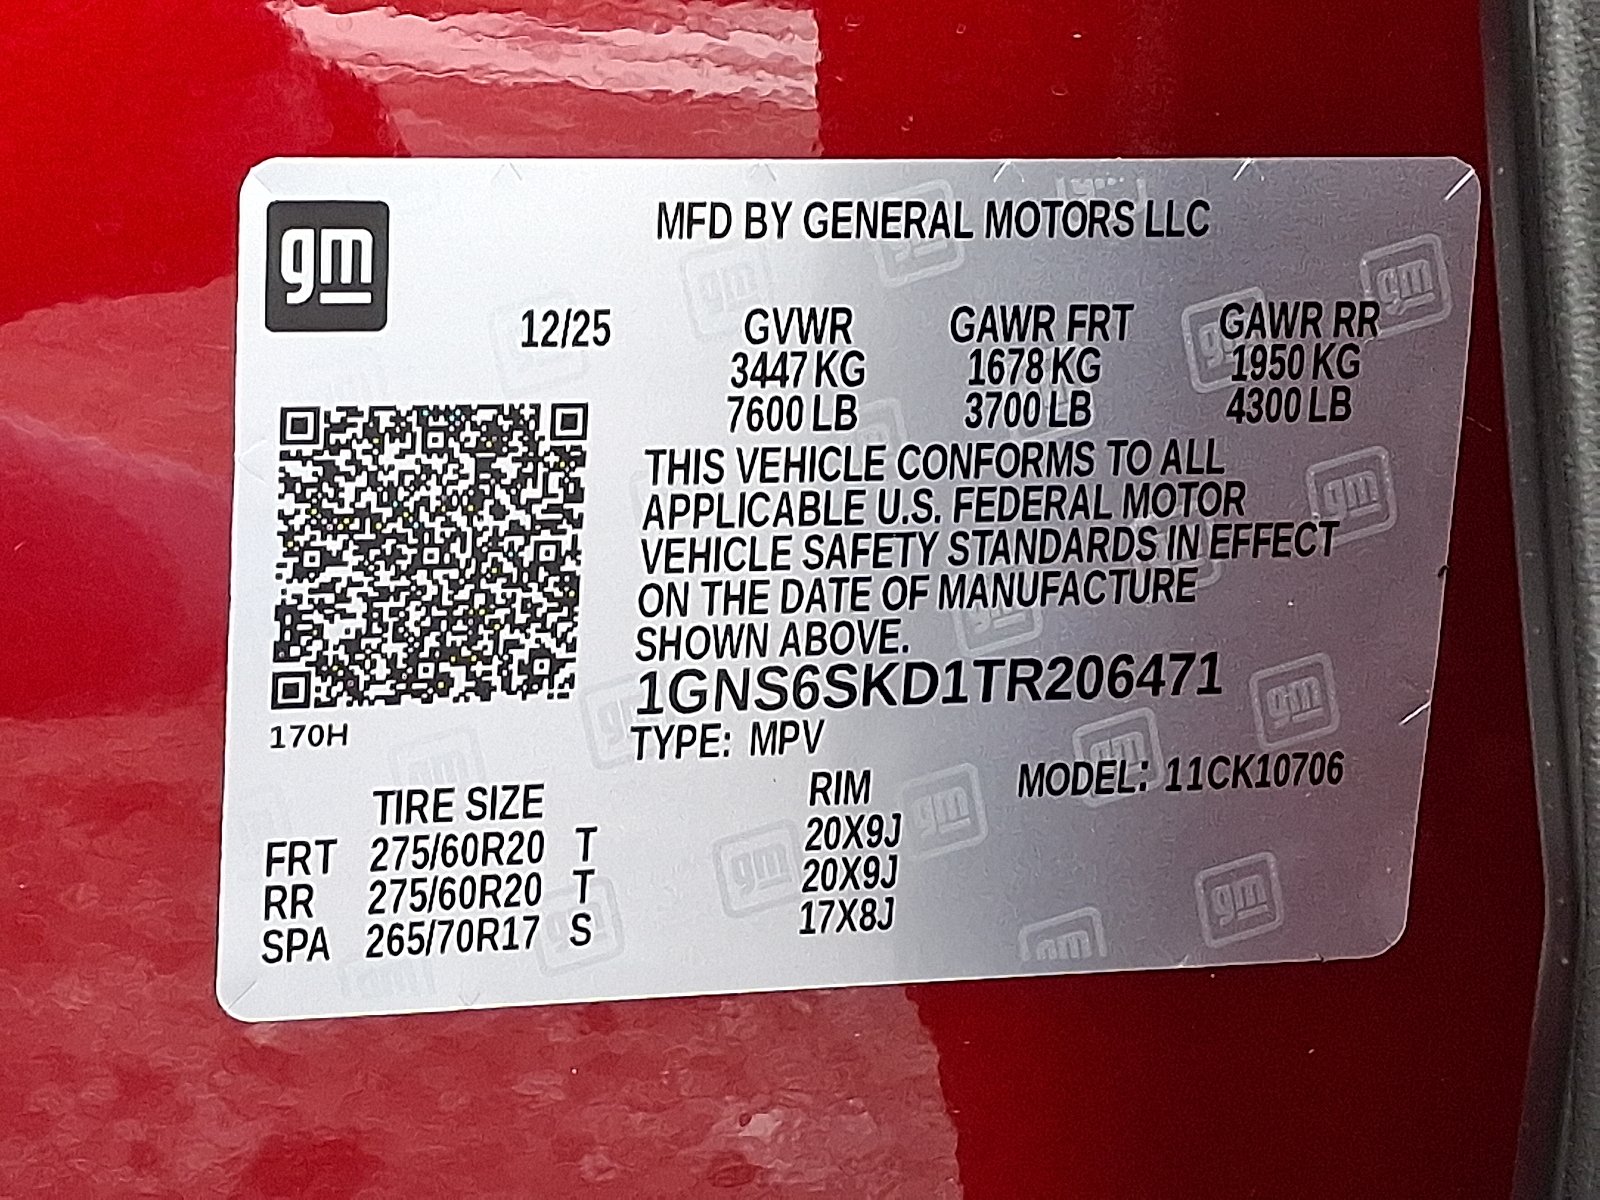 gm
MFD BY GENERAL MOTORS LLC
12/25 GVWR GAWR FRT GAWR RR
3447 KG 1678 KG 1950 KG
7600 LB 3700 LB 4300 LB
THIS VEHICLE CONFORMS TO ALL
APPLICABLE U.S. FEDERAL MOTOR
VEHICLE SAFETY STANDARDS IN EFFECT
ON THE DATE OF MANUFACTURE
SHOWN ABOVE.
1GNS6SKD1TR206471
170H
TYPE: MPV MODEL: 11CK10706
TIRE SIZE RIM
FRT 275/60R20 T 20X9J
RR 275/60R20 T 20X9J
SPA 265/70R17 S 17X8J